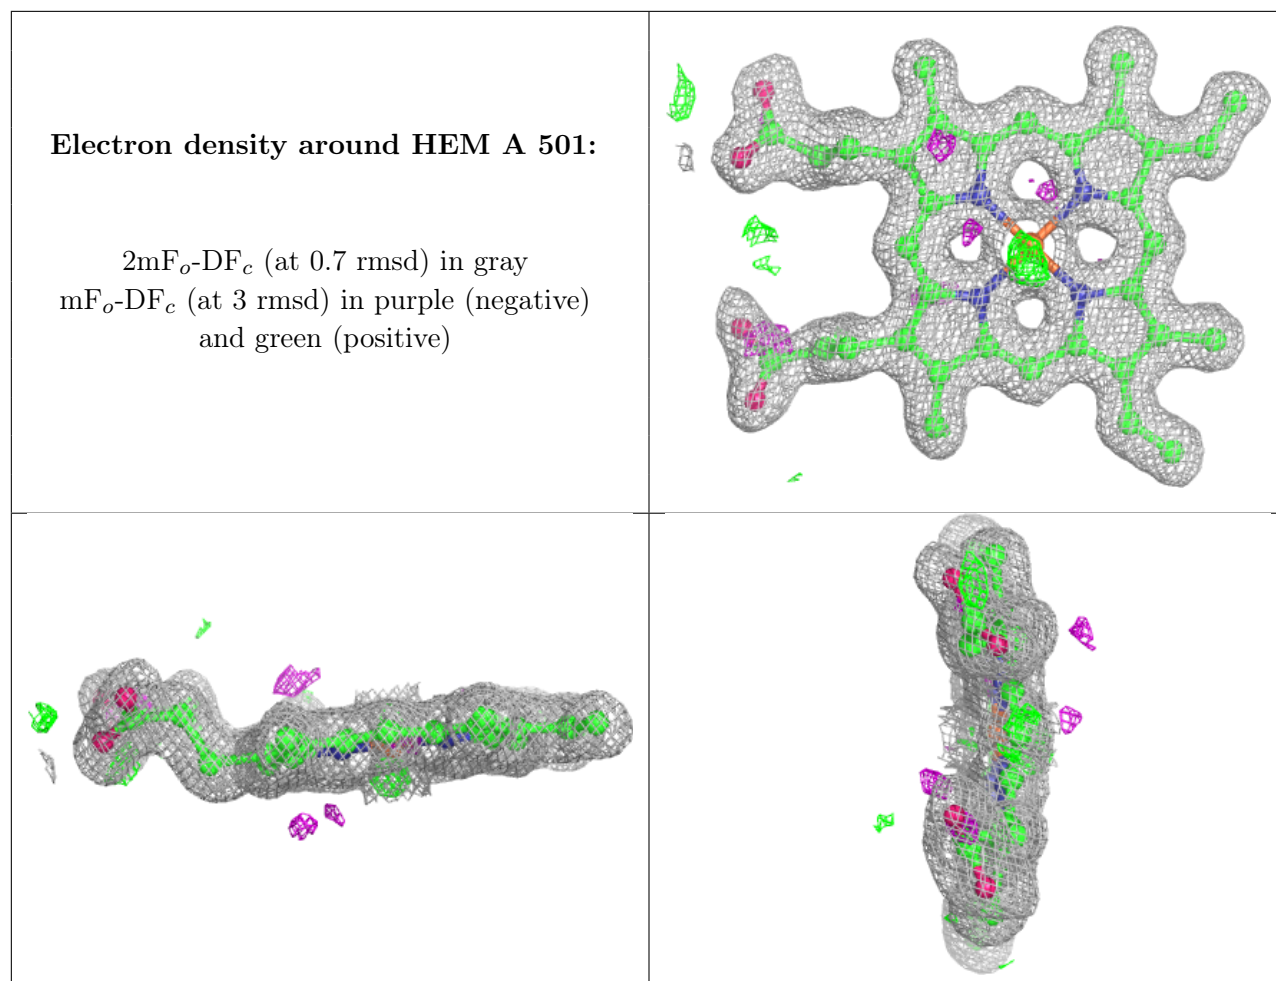 Electron density around HEM A 501:
2mFₒ-DF𝒸 (at 0.7 rmsd) in gray
mFₒ-DF𝒸 (at 3 rmsd) in purple (negative)
and green (positive)